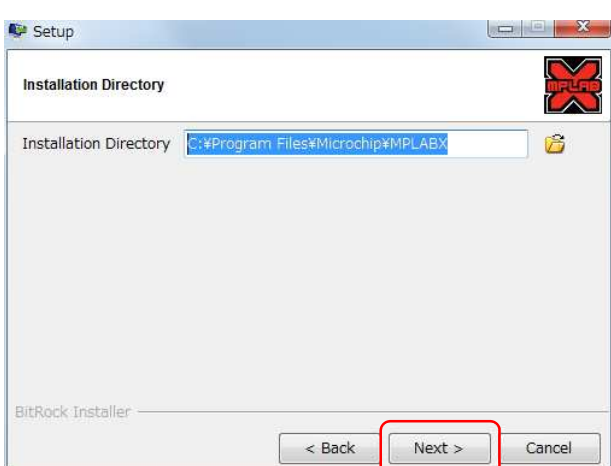 Setup
Installation Directory
MPLAB
Installation Directory C:¥Program Files¥Microchip¥MPLABX
BitRock Installer
< Back Next > Cancel